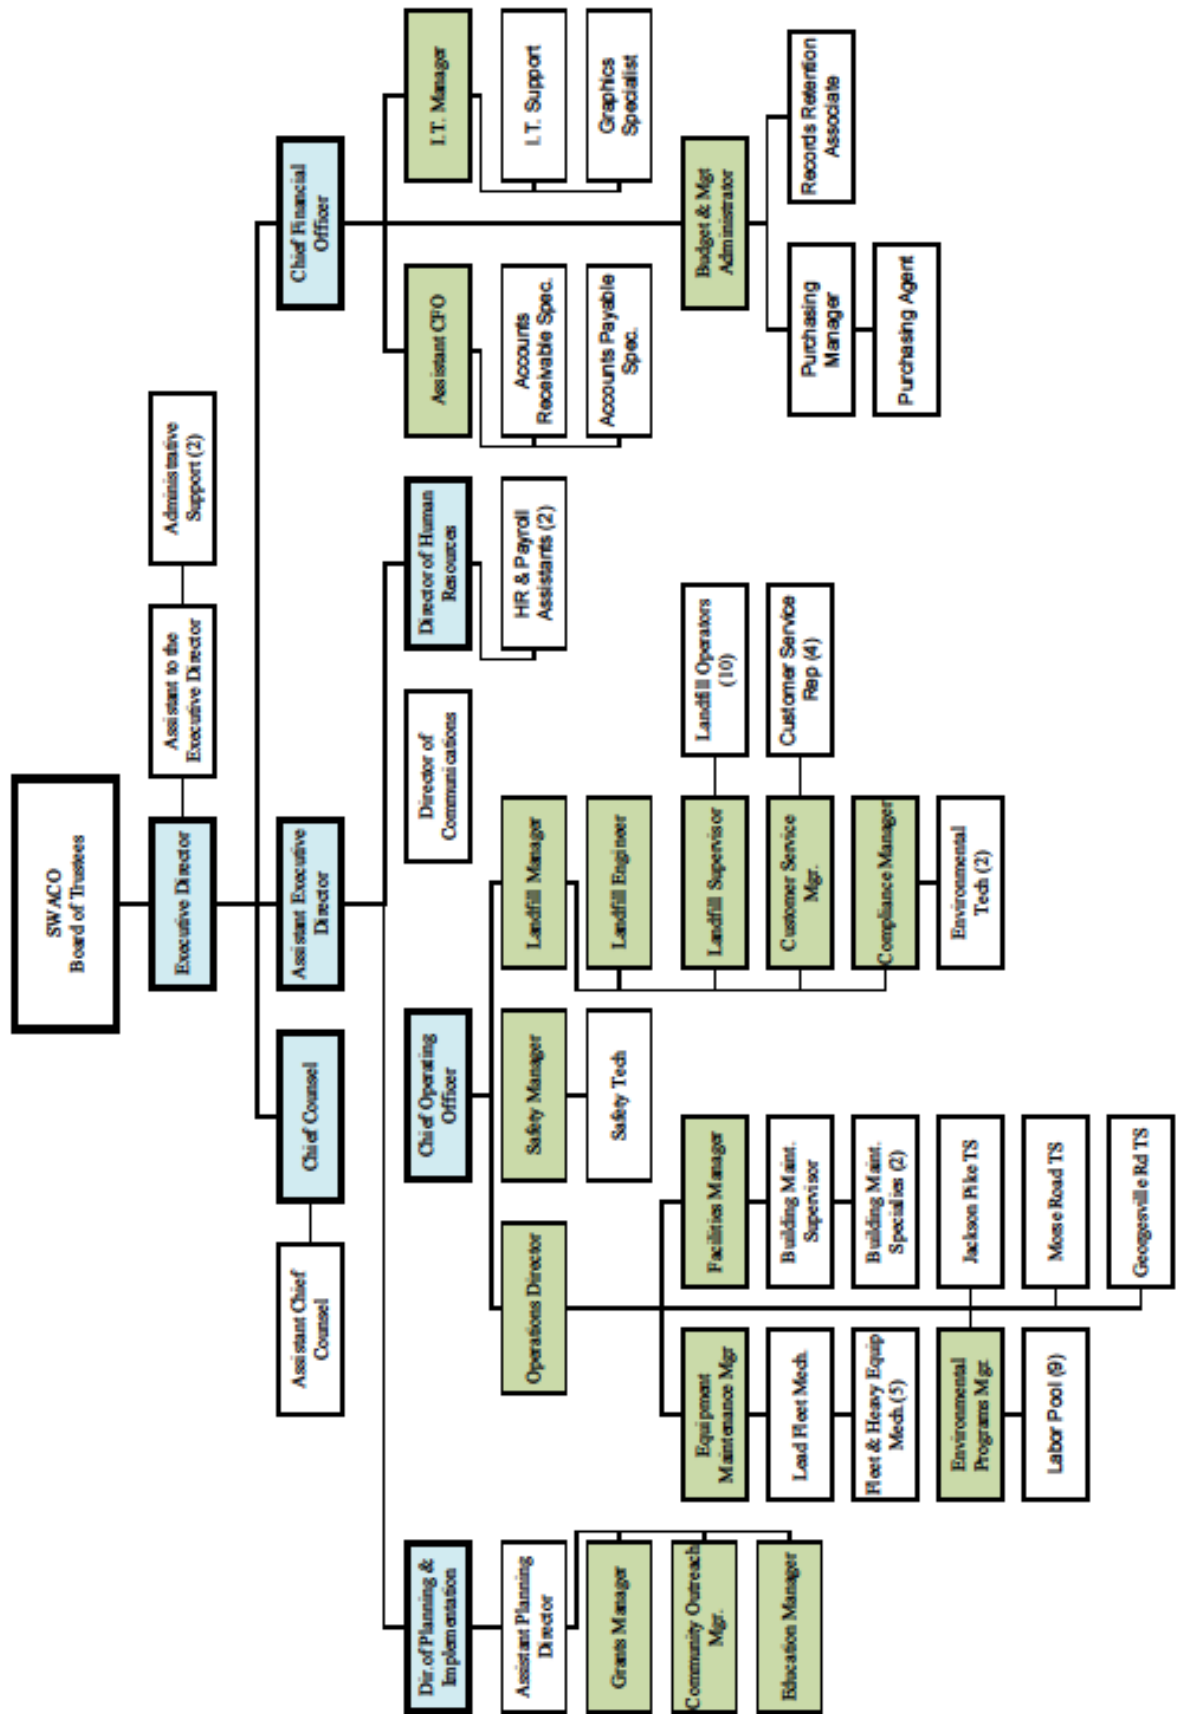 SWACO
Board of Trustees
Executive Director
Assistant to the
Executive Director
Administrative
Support (2)
Assistant Chief
Counsel
Chief Counsel
Assistant Executive
Director
Chief Financial
Officer
Dir.of Planning &
Implementation
Chief Operating
Officer
Director of
Communications
Director of Human
Resources
Assistant CFO
I.T. Manager
Assistant Planning
Director
Operations Director
Safety Manager
Landfill Manager
HR & Payroll
Assistants (2)
Accounts
Receivable Spec.
I.T. Support
Grants Manager
Safety Tech
Landfill Engineer
Accounts Payable
Spec.
Graphics
Specialist
Community Outreach
Mgr.
Equipment
Maintenance Mgr
Facilities Manager
Landfill Supervisor
Landfill Operators
(10)
Budget & Mgt
Administrator
Education Manager
Lead Fleet Mech.
Building Maint.
Supervisor
Customer Service
Mgr.
Customer Service
Rep (4)
Purchasing
Manager
Records Retention
Associate
Fleet & Heavy Equip
Mech.(5)
Building Maint.
Specialies (2)
Compliance Manager
Purchasing Agent
Environmental
Programs Mgr.
Jackson Pike TS
Environmental
Tech (2)
Labor Pool (9)
Morse Road TS
Georgesville Rd TS